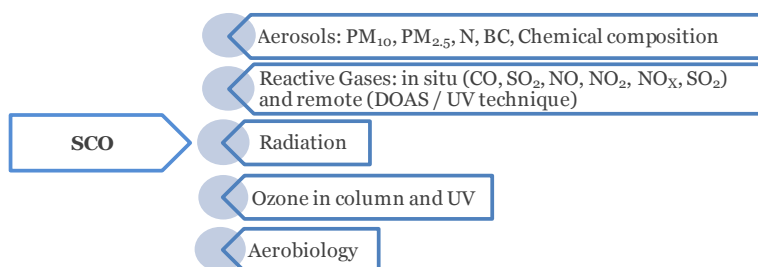 Aerosols: PM₁₀, PM₂.₅, N, BC, Chemical composition
Reactive Gases: in situ (CO, SO₂, NO, NO₂, NOₓ, SO₂)
and remote (DOAS / UV technique)
SCO
Radiation
Ozone in column and UV
Aerobiology